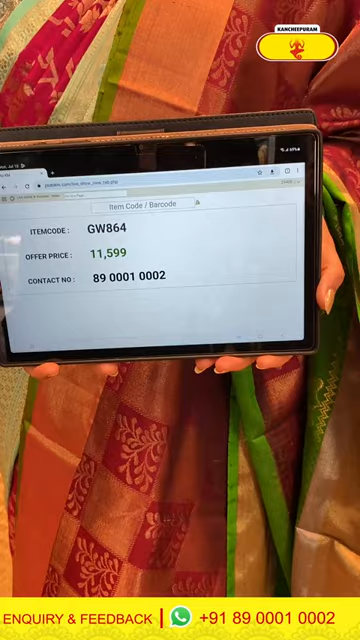 KANCHEEPURAM
Item Code / Barcode
ITEMCODE : GW864
OFFER PRICE : 11,599
CONTACT NO : 89 0001 0002
ENQUIRY & FEEDBACK | +91 89 0001 0002